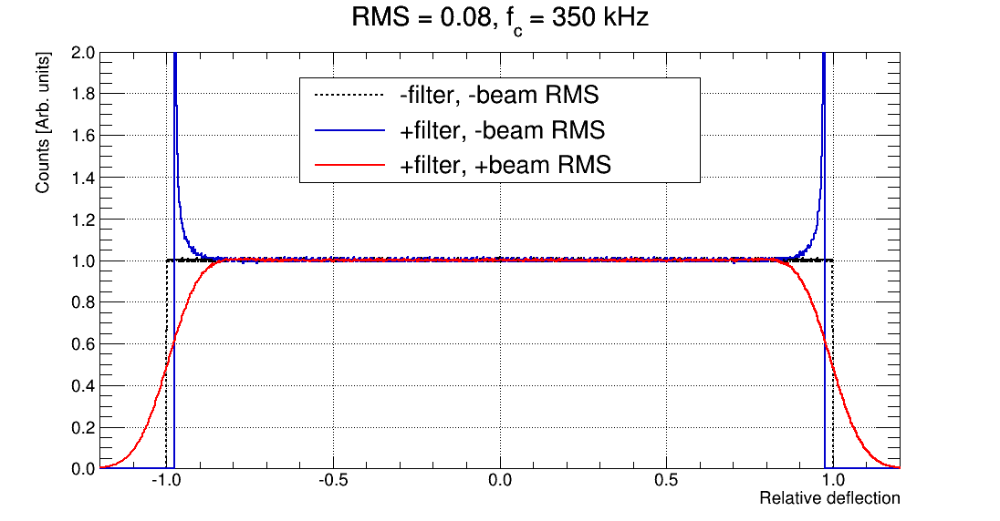 RMS = 0.08, fc = 350 kHz
Counts [Arb. units]
2.0
1.8
1.6
1.4
1.2
1.0
0.8
0.6
0.4
0.2
0.0
-filter, -beam RMS
+filter, -beam RMS
+filter, +beam RMS
-1.0 -0.5 0.0 0.5 1.0
Relative deflection